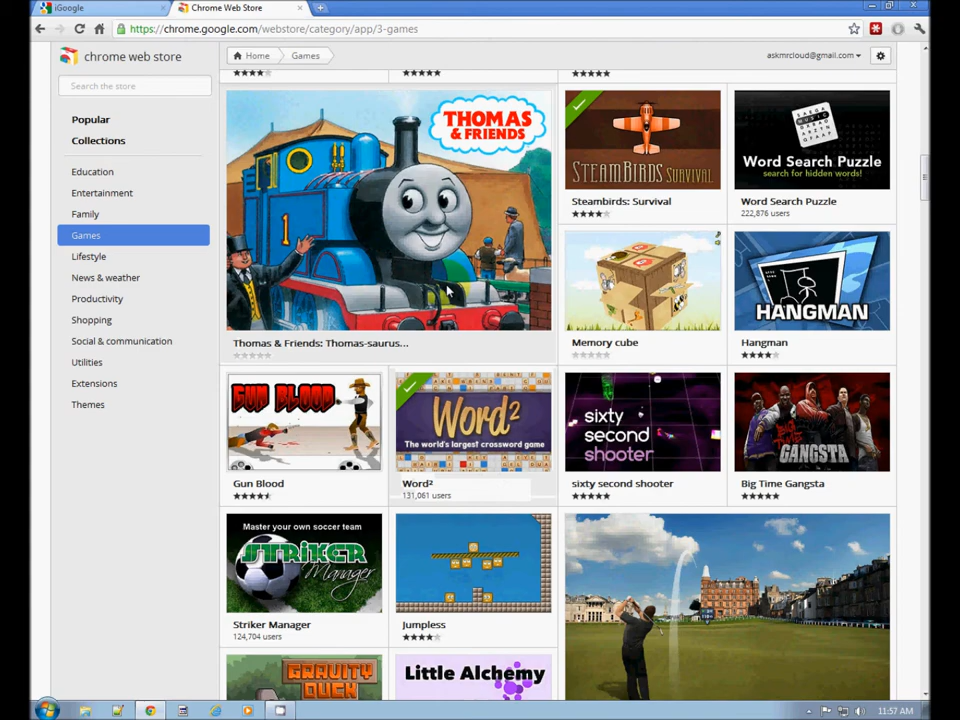 iGoogle
Chrome Web Store
https://chrome.google.com/webstore/category/app/3-games
chrome web store
Home
Games
askmrcloud@gmail.com
Search the store
Popular
Collections
Education
Entertainment
Family
Games
Lifestyle
News & weather
Productivity
Shopping
Social & communication
Utilities
Extensions
Themes
THOMAS
& FRIENDS
1
Thomas & Friends: Thomas-saurus...
STEAMBIRDS SURVIVAL
Steambirds: Survival
MUSIC
Word Search Puzzle
search for hidden words!
Word Search Puzzle
222,876 users
Memory cube
HANGMAN
Hangman
GUN BLOOD
Gun Blood
Word²
The world's largest crossword game
Word²
131,061 users
sixty
second
shooter
sixty second shooter
BIG TIME
GANGSTA
Big Time Gangsta
Master your own soccer team
STRIKER
Manager
Striker Manager
124,704 users
Jumpless
GRAVITY
DUCK
Little Alchemy
11:57 AM